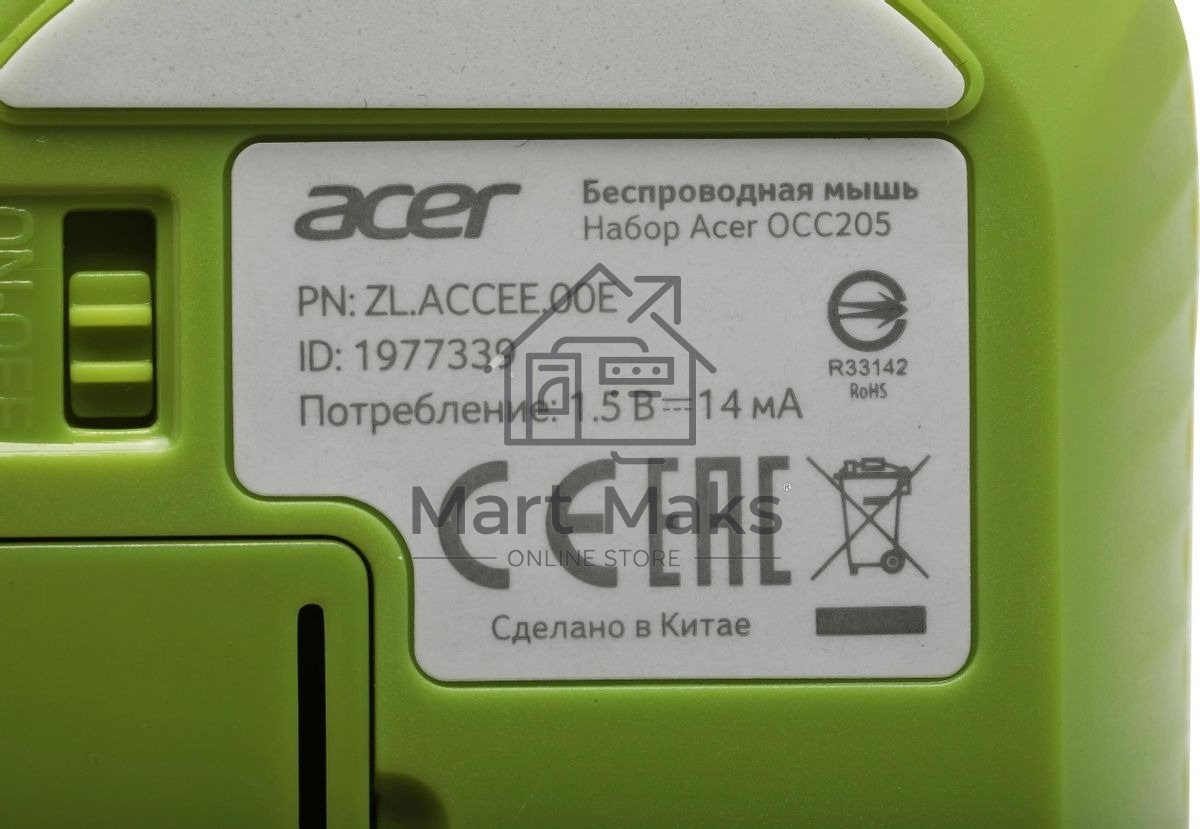 ON-OFF
acer
Беспроводная мышь
Набор Acer OCC205
PN: ZL.ACCEE.00E
ID: 1977339
Потребление: 1.5 В 14 мА
R33142
RoHS
CE EAC
Mart Maks®
ONLINE STORE
Сделано в Китае